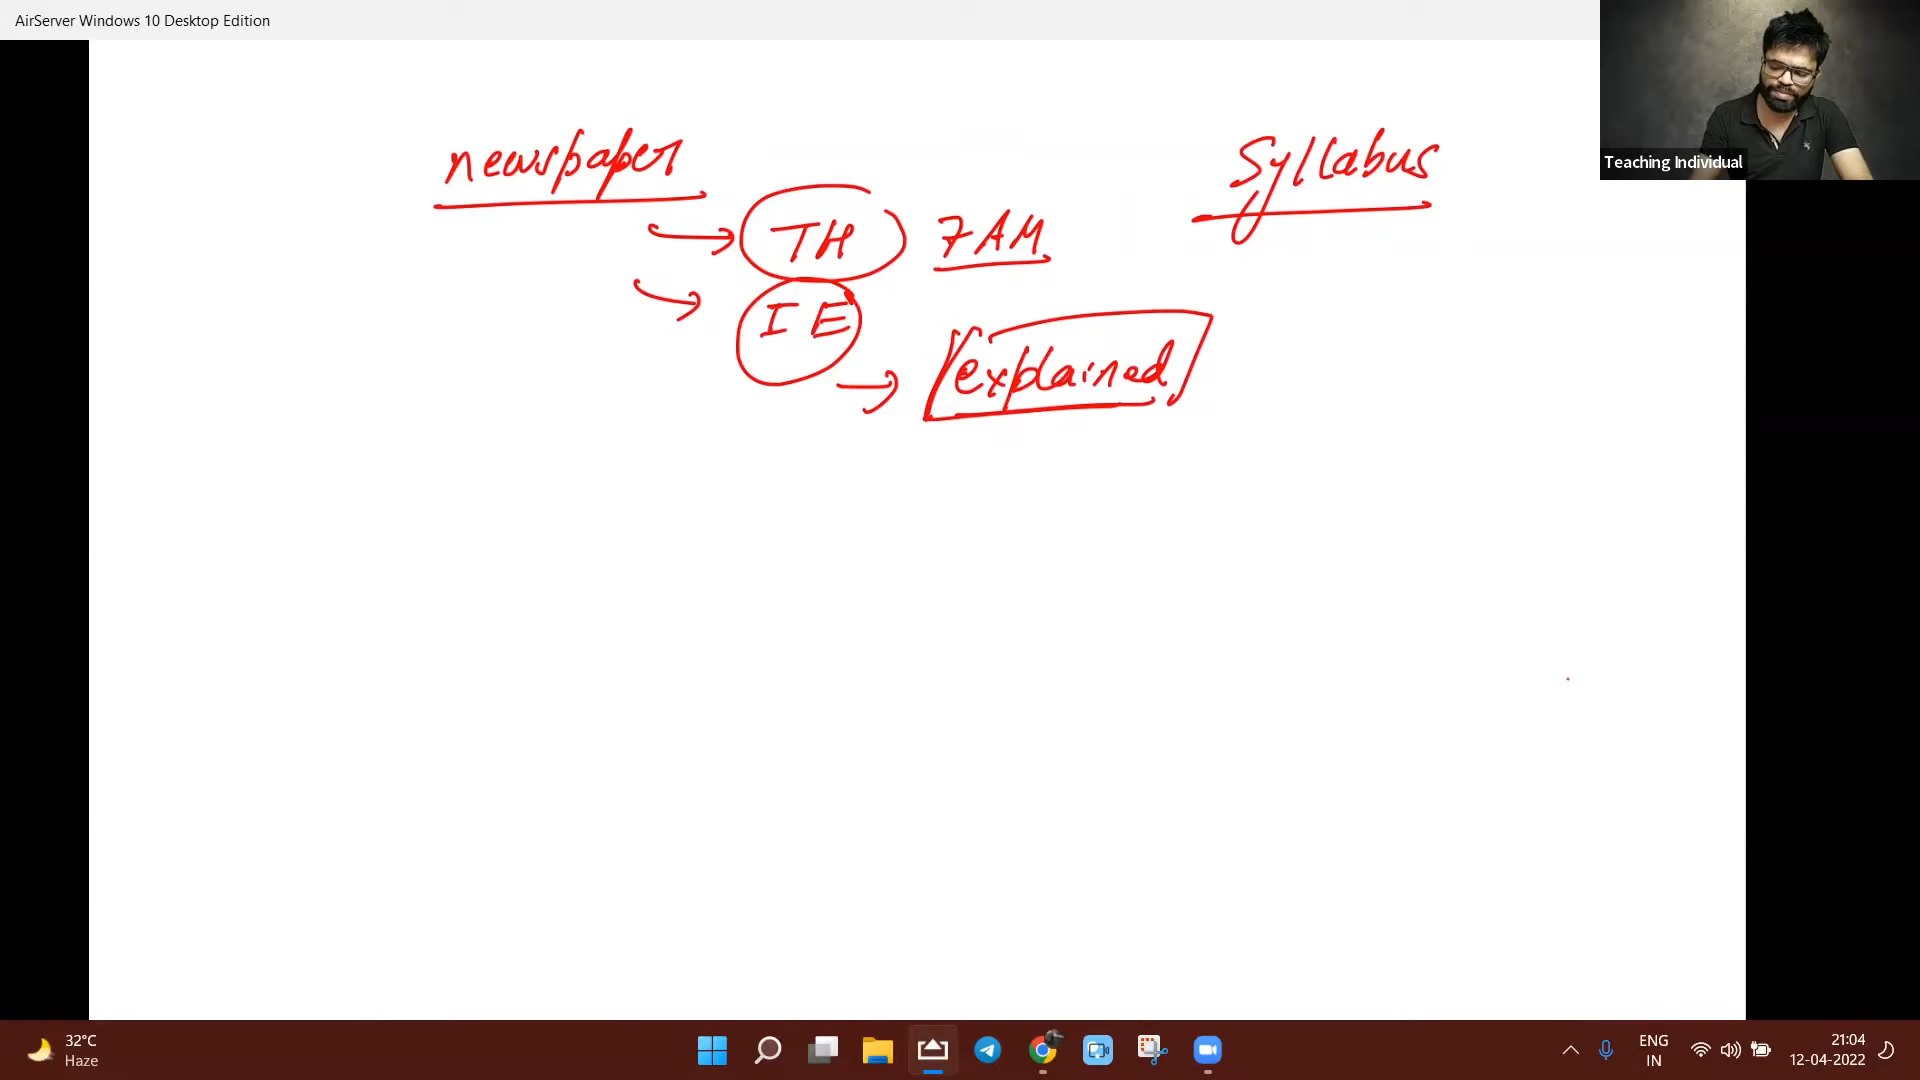 AirServer Windows 10 Desktop Edition
Teaching Individual
newspaper
Syllabus
TH 7AM
IE
explained
32°C
Haze
ENG
IN
21:04
12-04-2022